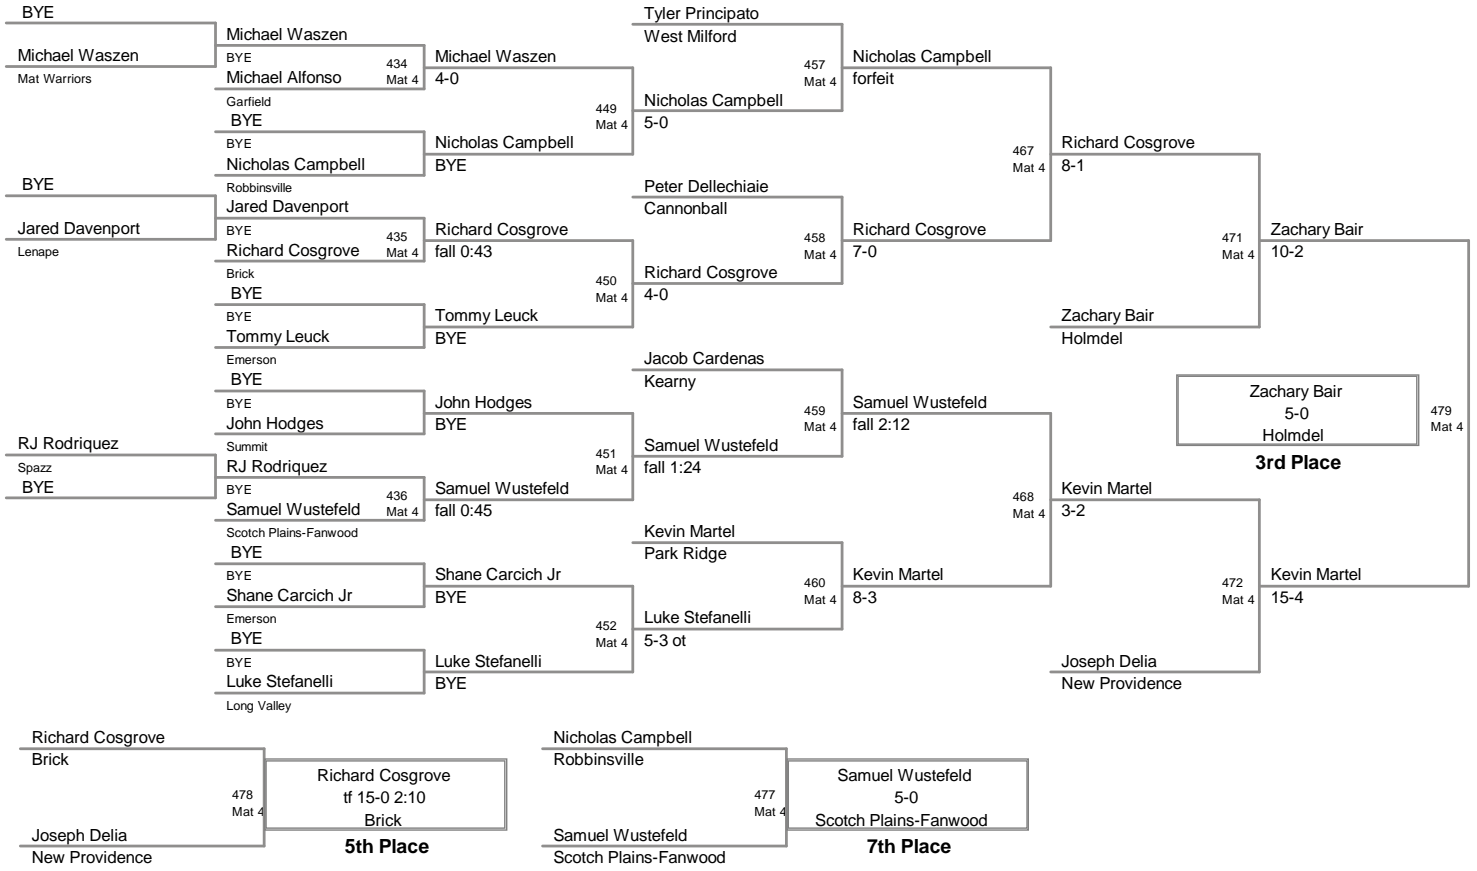 BYE
Michael Waszen
Mat Warriors
BYE
Jared Davenport
Lenape
RJ Rodriquez
Spazz
BYE
Michael Waszen
BYE
Michael Alfonso
434
Mat 4
Garfield
BYE
BYE
Nicholas Campbell
Robbinsville
Jared Davenport
BYE
Richard Cosgrove
435
Mat 4
Brick
BYE
BYE
Tommy Leuck
Emerson
BYE
BYE
John Hodges
Summit
RJ Rodriquez
BYE
Samuel Wustefeld
436
Mat 4
Scotch Plains-Fanwood
BYE
BYE
Shane Carcich Jr
Emerson
BYE
BYE
Luke Stefanelli
Long Valley
Michael Waszen
4-0
449
Mat 4
Nicholas Campbell
BYE
Richard Cosgrove
fall 0:43
450
Mat 4
Tommy Leuck
BYE
John Hodges
BYE
451
Mat 4
Samuel Wustefeld
fall 0:45
Shane Carcich Jr
BYE
452
Mat 4
Luke Stefanelli
BYE
Tyler Principato
West Milford
457
Mat 4
Nicholas Campbell
5-0
Peter Dellechiaie
Cannonball
458
Mat 4
Richard Cosgrove
4-0
Jacob Cardenas
Kearny
459
Mat 4
Samuel Wustefeld
fall 1:24
Kevin Martel
Park Ridge
460
Mat 4
Luke Stefanelli
5-3 ot
Nicholas Campbell
forfeit
467
Mat 4
Richard Cosgrove
7-0
Samuel Wustefeld
fall 2:12
468
Mat 4
Kevin Martel
8-3
Richard Cosgrove
8-1
471
Mat 4
Zachary Bair
Holmdel
Kevin Martel
3-2
472
Mat 4
Joseph Delia
New Providence
Zachary Bair
10-2
Zachary Bair
5-0
Holmdel
3rd Place
479
Mat 4
Kevin Martel
15-4
Richard Cosgrove
Brick
478
Mat 4
Joseph Delia
New Providence
Richard Cosgrove
tf 15-0 2:10
Brick
5th Place
Nicholas Campbell
Robbinsville
477
Mat 4
Samuel Wustefeld
Scotch Plains-Fanwood
Samuel Wustefeld
5-0
Scotch Plains-Fanwood
7th Place